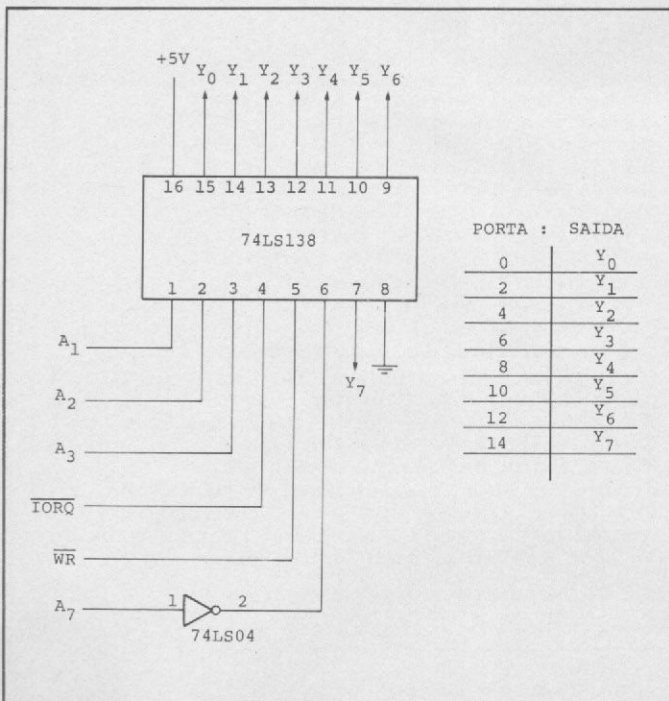 +5V Y0 Y1 Y2 Y3 Y4 Y5 Y6
16 15 14 13 12 11 10 9
74LS138
1 2 3 4 5 6 7 8
A1
A2
A3
Y7
I̅O̅R̅Q̅
W̅R̅
A7
1 2
74LS04
PORTA : SAIDA
0 Y0
2 Y1
4 Y2
6 Y3
8 Y4
10 Y5
12 Y6
14 Y7